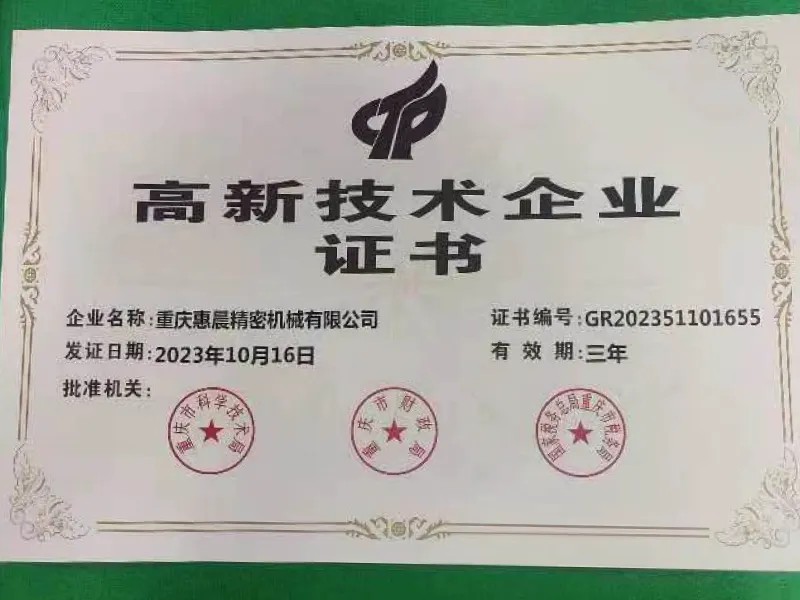 CTP
高新技术企业
证书
企业名称:重庆惠晨精密机械有限公司
证书编号:GR202351101655
发证日期:2023年10月16日
有效期:三年
批准机关:
重庆市科学技术局
重庆市财政局
国家税务总局重庆市税务局